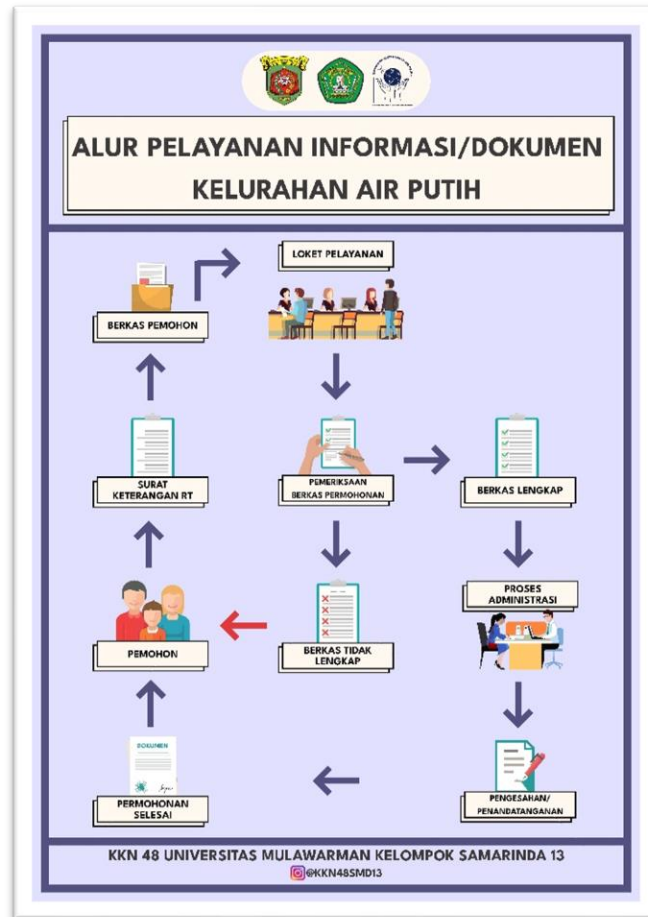 ALUR PELAYANAN INFORMASI/DOKUMEN
KELURAHAN AIR PUTIH
LOKET PELAYANAN
BERKAS PEMOHON
SURAT
KETERANGAN RT
PEMERIKSAAN
BERKAS PERMOHONAN
BERKAS LENGKAP
PROSES
ADMINISTRASI
PEMOHON
BERKAS TIDAK
LENGKAP
DOKUMEN
PERMOHONAN
SELESAI
PENGESAHAN/
PENANDATANGANAN
KKN 48 UNIVERSITAS MULAWARMAN KELOMPOK SAMARINDA 13
@KKN48SMD13